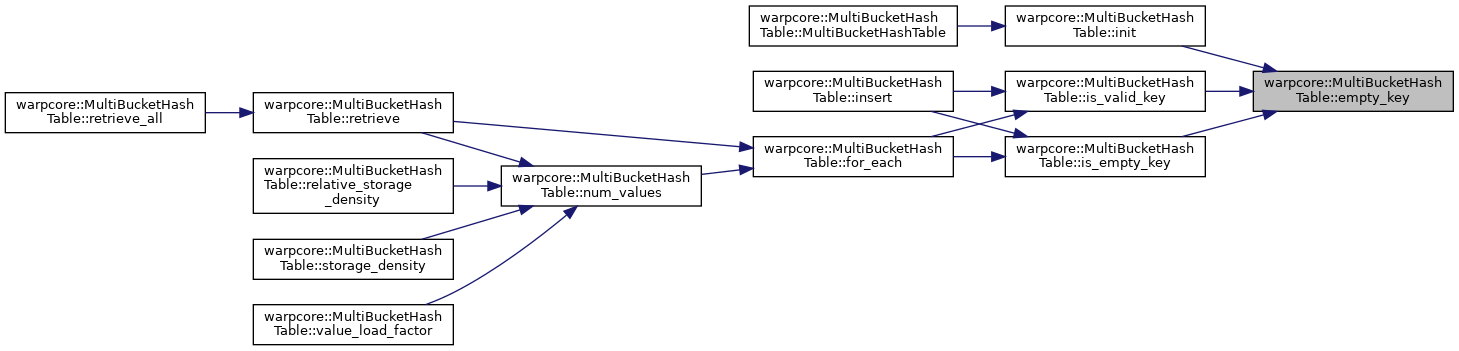 warpcore::MultiBucketHash
Table::retrieve_all
warpcore::MultiBucketHash
Table::retrieve
warpcore::MultiBucketHash
Table::relative_storage
_density
warpcore::MultiBucketHash
Table::storage_density
warpcore::MultiBucketHash
Table::value_load_factor
warpcore::MultiBucketHash
Table::num_values
warpcore::MultiBucketHash
Table::MultiBucketHashTable
warpcore::MultiBucketHash
Table::insert
warpcore::MultiBucketHash
Table::for_each
warpcore::MultiBucketHash
Table::init
warpcore::MultiBucketHash
Table::is_valid_key
warpcore::MultiBucketHash
Table::is_empty_key
warpcore::MultiBucketHash
Table::empty_key